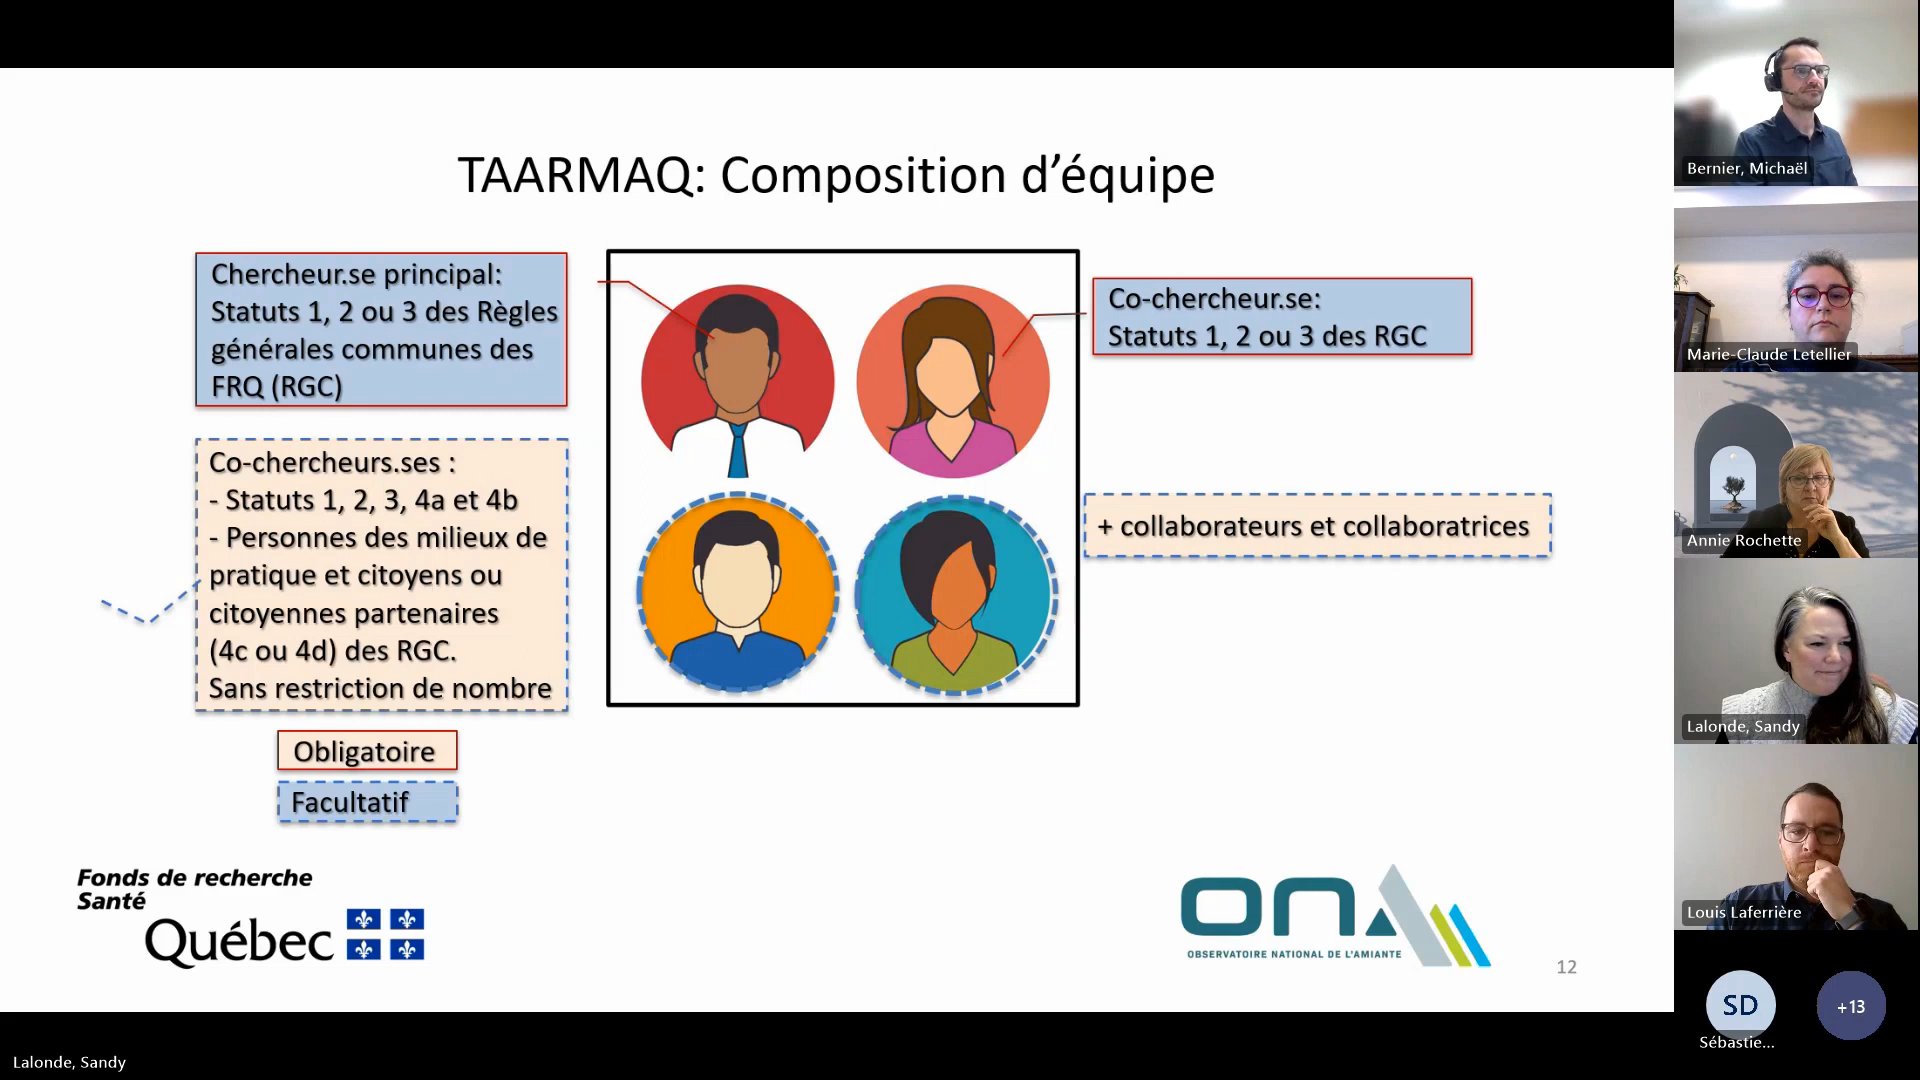 TAARMAQ: Composition d’équipe
Chercheur.se principal:
Statuts 1, 2 ou 3 des Règles
générales communes des
FRQ (RGC)
Co-chercheur.se:
Statuts 1, 2 ou 3 des RGC
Co-chercheurs.ses :
- Statuts 1, 2, 3, 4a et 4b
- Personnes des milieux de
pratique et citoyens ou
citoyennes partenaires
(4c ou 4d) des RGC.
Sans restriction de nombre
+ collaborateurs et collaboratrices
Obligatoire
Facultatif
Fonds de recherche
Santé
Québec
ONA
OBSERVATOIRE NATIONAL DE L'AMIANTE
12
Bernier, Michaël
Marie-Claude Letellier
Annie Rochette
Lalonde, Sandy
Louis Laferrière
SD
+13
Sébastie...
Lalonde, Sandy